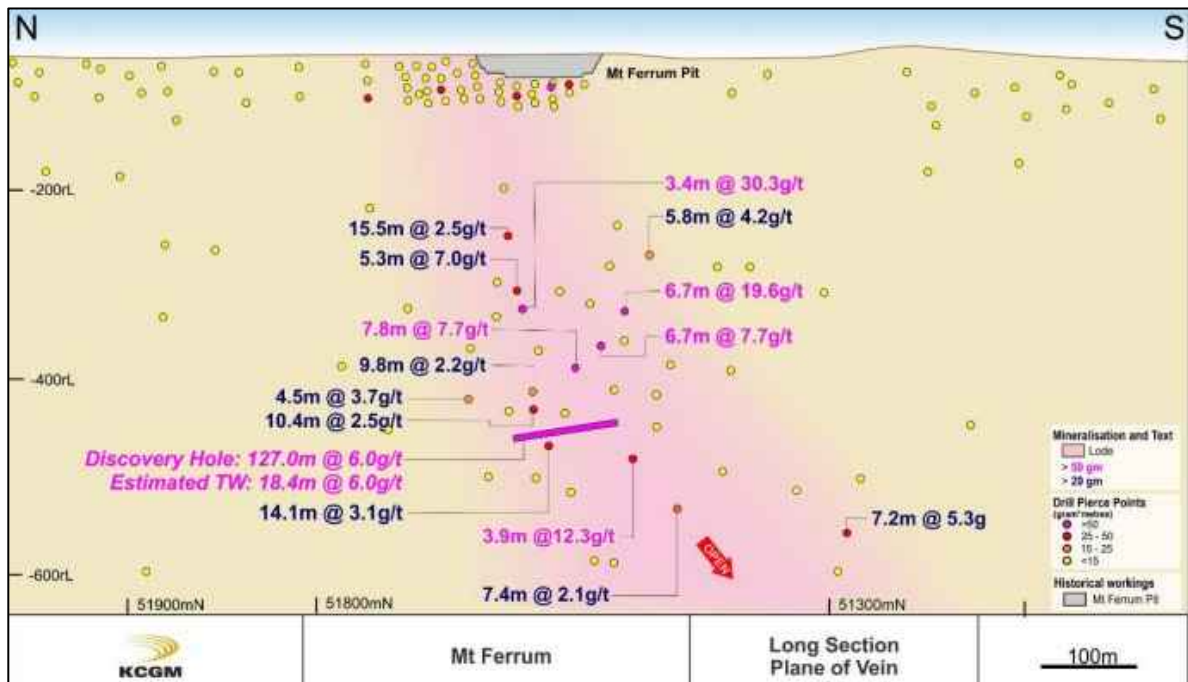 N
S
Mt Ferrum Pit
-200rL
3.4m @ 30.3g/t
5.8m @ 4.2g/t
15.5m @ 2.5g/t
5.3m @ 7.0g/t
6.7m @ 19.6g/t
7.8m @ 7.7g/t
6.7m @ 7.7g/t
9.8m @ 2.2g/t
-400rL
4.5m @ 3.7g/t
10.4m @ 2.5g/t
Discovery Hole: 127.0m @ 6.0g/t
Estimated TW: 18.4m @ 6.0g/t
14.1m @ 3.1g/t
3.9m @12.3g/t
7.2m @ 5.3g
OPEN
7.4m @ 2.1g/t
-600rL
51900mN
51800mN
51300mN
Mineralisation and Text
Lode
> 50 gm
> 20 gm
Drill Pierce Points
(gram*metres)
>50
25 - 50
15 - 25
<15
Historical workings
Mt Ferrum Pit
KCGM
Mt Ferrum
Long Section
Plane of Vein
100m